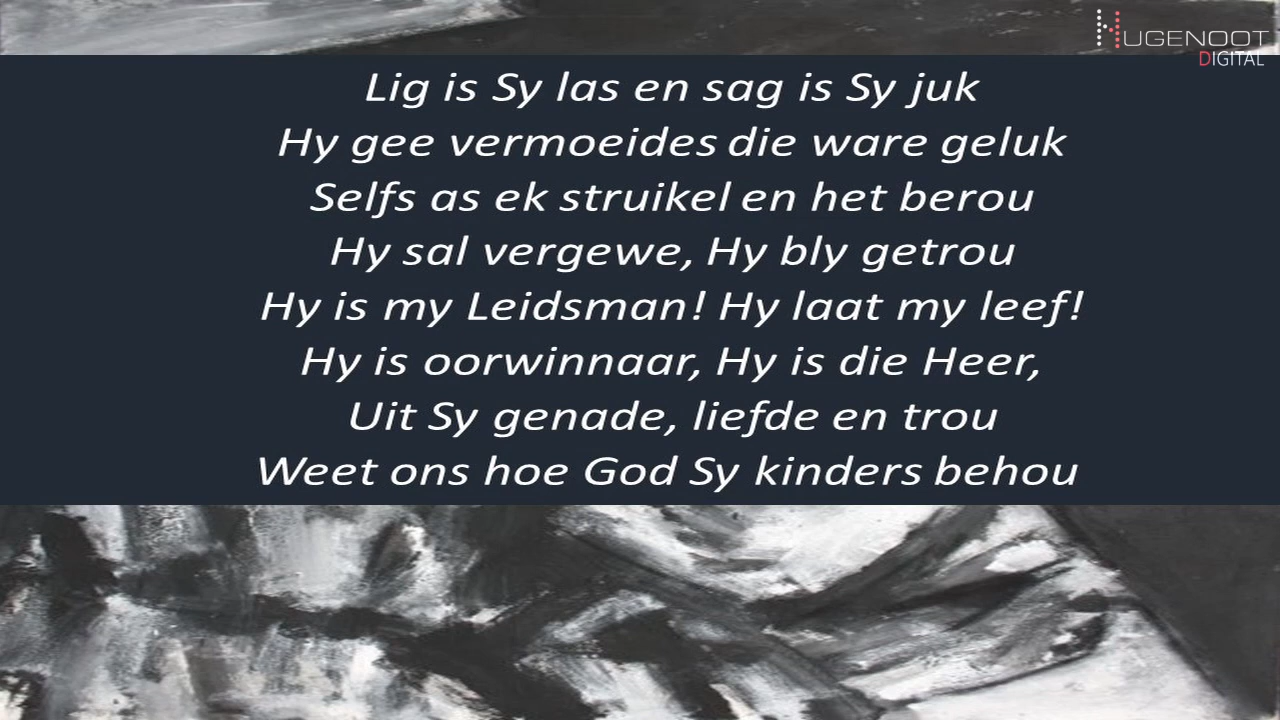 HUGENOOT
DIGITAL
Lig is Sy las en sag is Sy juk
Hy gee vermoeides die ware geluk
Selfs as ek struikel en het berou
Hy sal vergewe, Hy bly getrou
Hy is my Leidsman! Hy laat my leef!
Hy is oorwinnaar, Hy is die Heer,
Uit Sy genade, liefde en trou
Weet ons hoe God Sy kinders behou